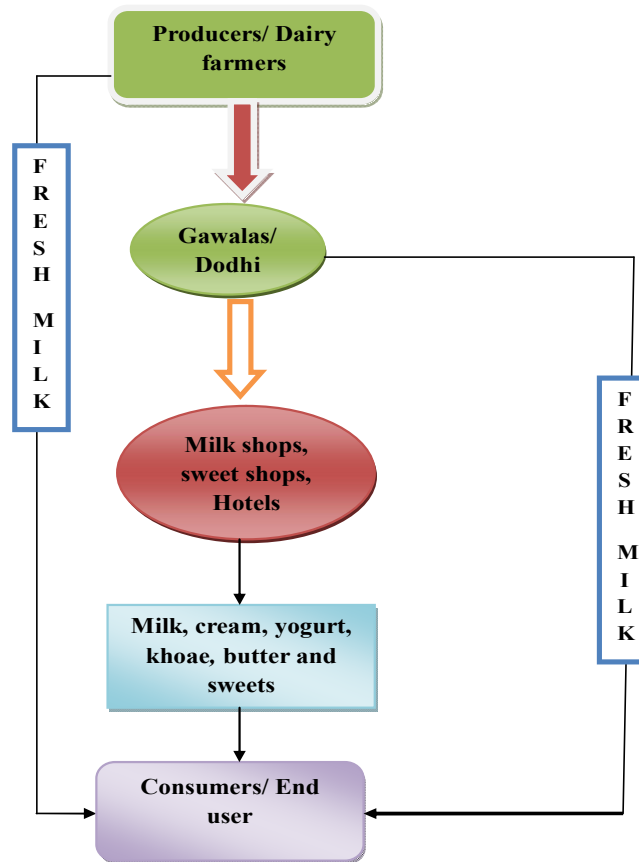 Producers/ Dairy
farmers
F
R
E
S
H
M
I
L
K
Gawalas/
Dodhi
Milk shops,
sweet shops,
Hotels
F
R
E
S
H
M
I
L
K
Milk, cream, yogurt,
khoae, butter and
sweets
Consumers/ End
user